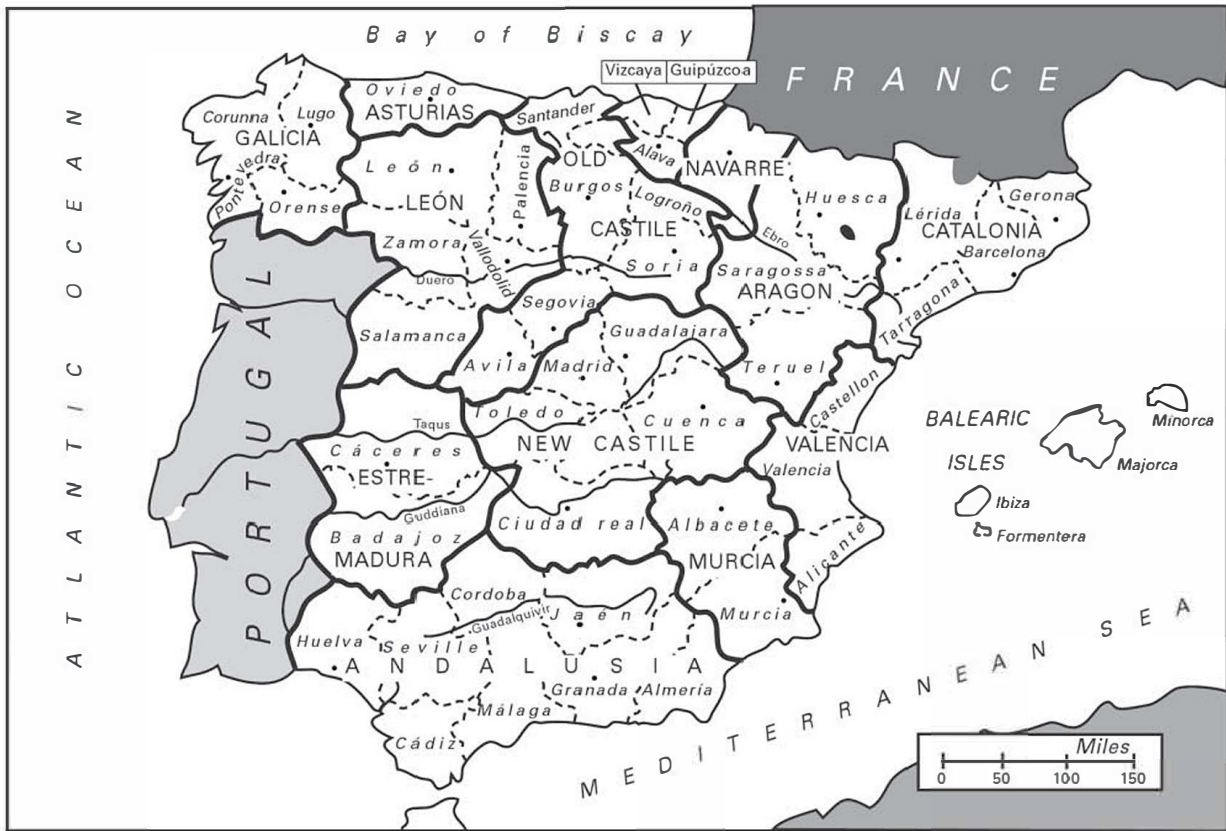 Bay of Biscay
Vizcaya Guipúzcoa
FRANCE
ATLANTIC OCEAN
Oviedo
ASTURIAS
Santander
Corunna Lugo
GALICIA
Pontevedra
Orense
León
LEÓN
Palencia
Zamora
Valladolid
Duero
OLD
CASTILE
Alava
Burgos
Logroño
Soria
NAVARRE
Ebro
Huesca
Saragossa
ARAGON
Teruel
Lérida
Gerona
CATALONIA
Barcelona
Tarragona
Salamanca
Segovia
Avila
Madrid
Guadalajara
PORTUGAL
Toledo
Cuenca
NEW CASTILE
Castellon
VALENCIA
Valencia
Alicante
BALEARIC
ISLES
Minorca
Majorca
Ibiza
Formentera
Taqus
Cáceres
ESTRE-
Guddiana
Badajoz
MADURA
Ciudad real
Albacete
MURCIA
Murcia
Cordoba
Guadalquivir
Jaén
Huelva
Seville
ANDALUSIA
Granada
Almería
Málaga
Cádiz
MEDITERRANEAN SEA
Miles
0 50 100 150